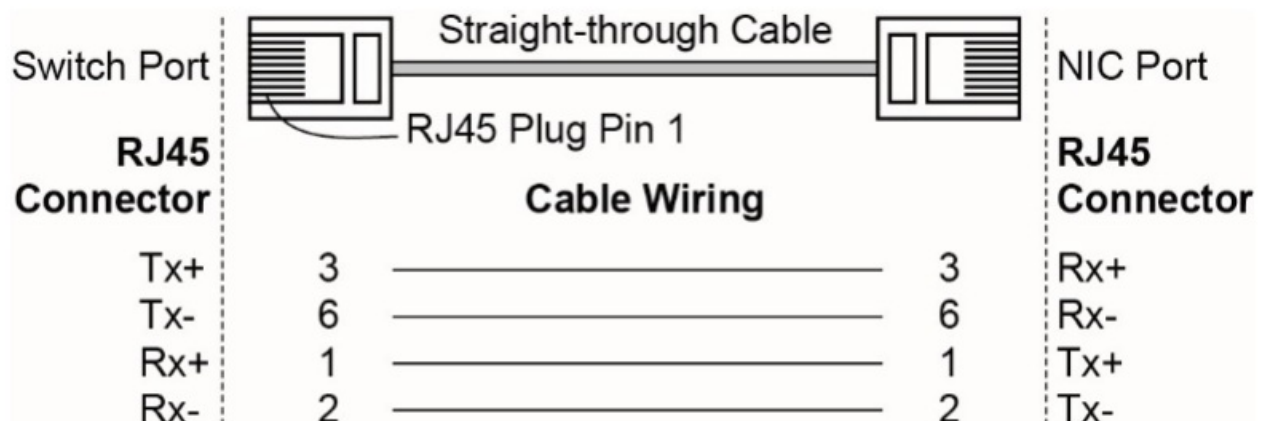 Straight-through Cable
Switch Port NIC Port
RJ45 Plug Pin 1
RJ45 RJ45
Connector Cable Wiring Connector
Tx+ 3 3 Rx+
Tx- 6 6 Rx-
Rx+ 1 1 Tx+
Rx- 2 2 Tx-